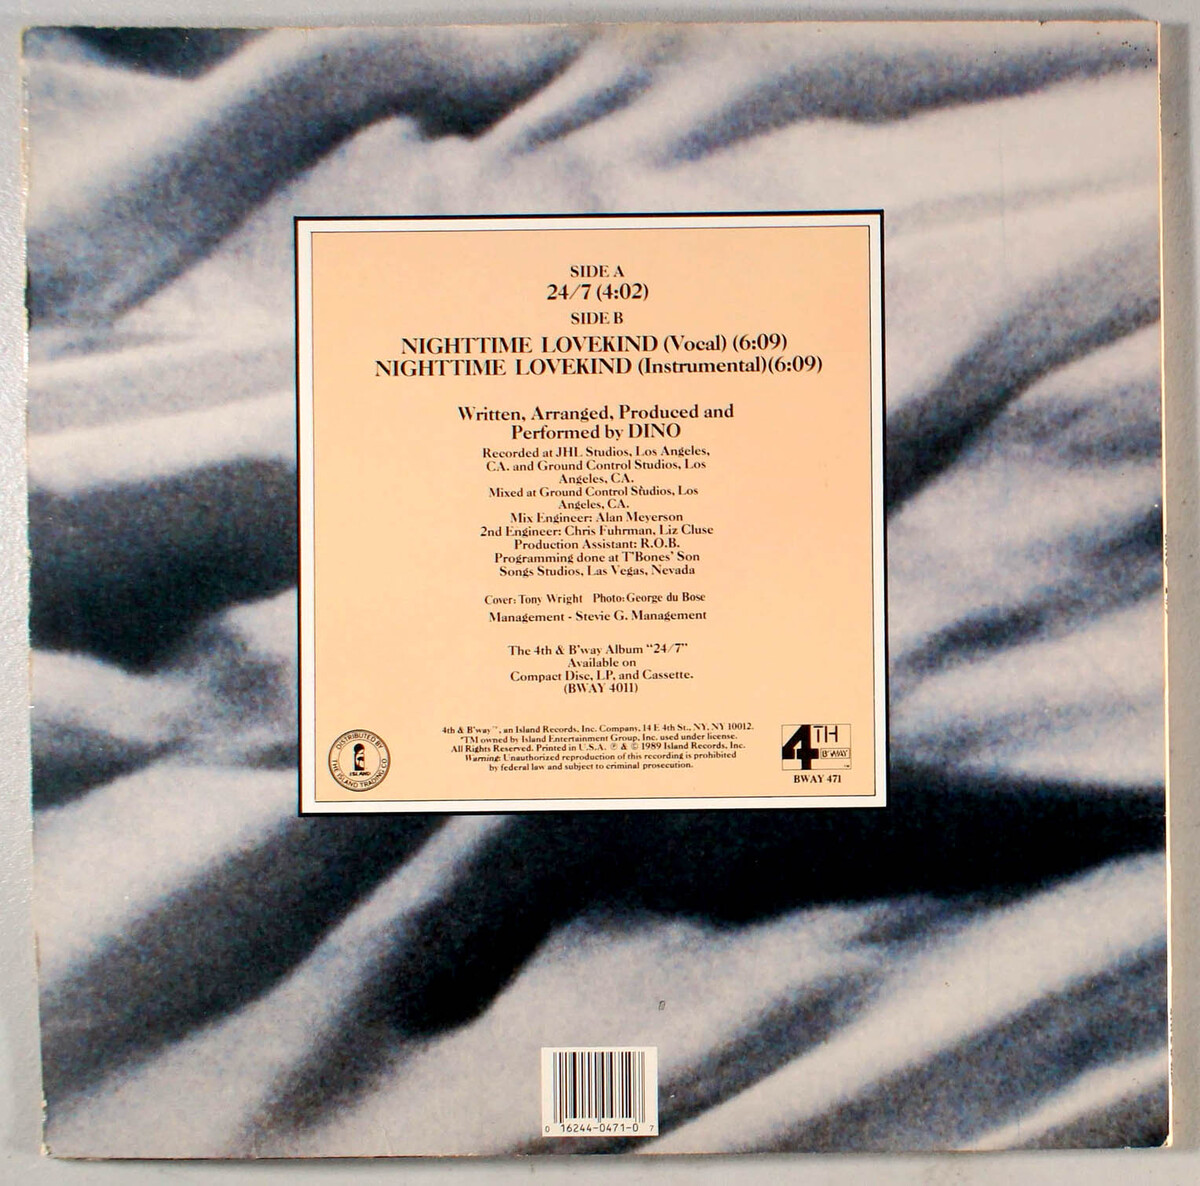 SIDE A
24/7 (4:02)
SIDE B
NIGHTTIME LOVEKIND (Vocal) (6:09)
NIGHTTIME LOVEKIND (Instrumental)(6:09)
Written, Arranged, Produced and
Performed by DINO
Recorded at JHL Studios, Los Angeles,
CA. and Ground Control Studios, Los
Angeles, CA.
Mixed at Ground Control Studios, Los
Angeles, CA.
Mix Engineer: Alan Meyerson
2nd Engineer: Chris Fuhrman, Liz Cluse
Production Assistant: R.O.B.
Programming done at T'Bones' Son
Songs Studios, Las Vegas, Nevada
Cover: Tony Wright Photo: George du Bose
Management - Stevie G. Management
The 4th & B'way Album "24/7"
Available on
Compact Disc, LP, and Cassette.
(BWAY 4011)
4th & B'way™, an Island Records, Inc. Company, 14 E 4th St., NY, NY 10012.
"TM owned by Island Entertainment Group, Inc. used under license.
All Rights Reserved. Printed in U.S.A. ℗ & © 1989 Island Records, Inc.
Warning: Unauthorized reproduction of this recording is prohibited
by federal law and subject to criminal prosecution.
DISTRIBUTED BY
ISLAND
THE ISLAND TRADING CO
4TH
B'WAY
BWAY 471
0 16244-0471-0 7